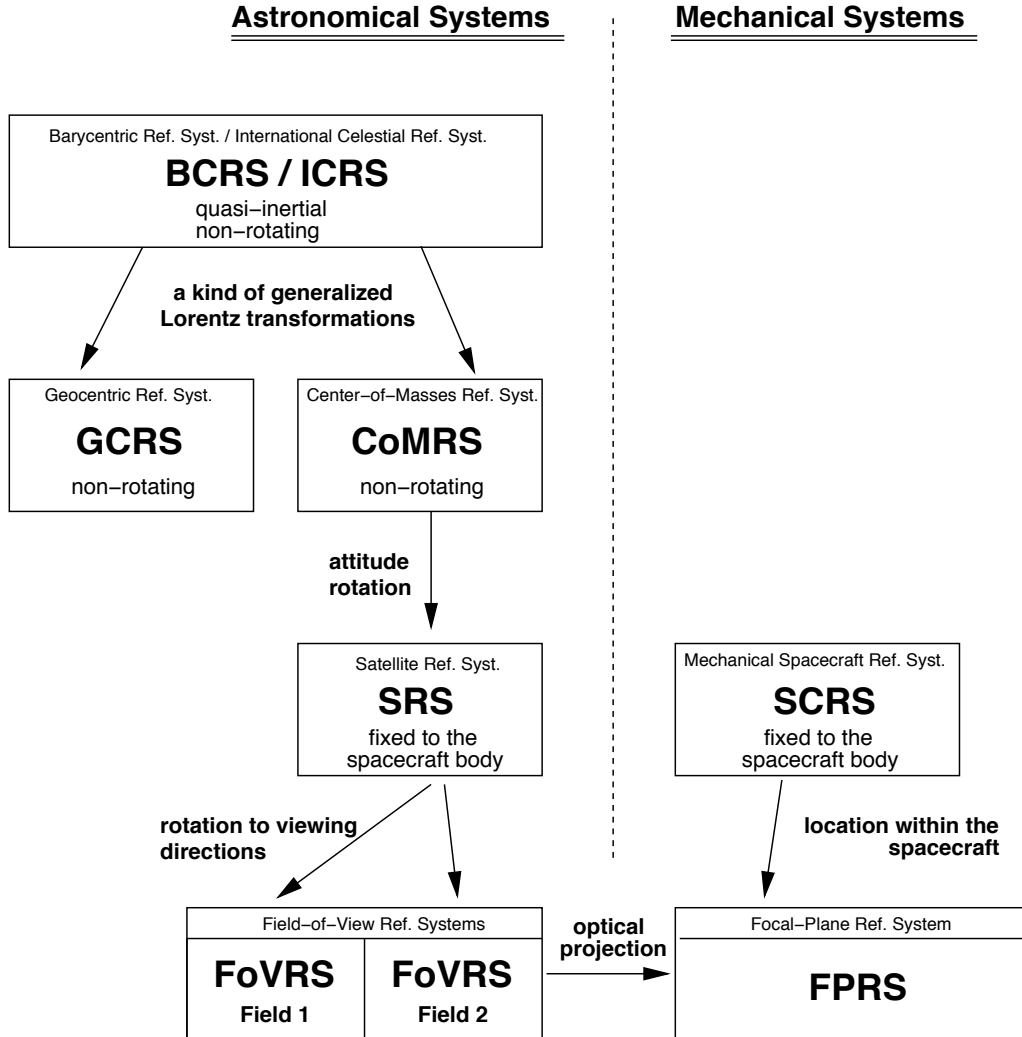 Astronomical Systems
Mechanical Systems
Barycentric Ref. Syst. / International Celestial Ref. Syst.
BCRS / ICRS
quasi−inertial
non−rotating
a kind of generalized
Lorentz transformations
Geocentric Ref. Syst.
GCRS
non−rotating
Center−of−Masses Ref. Syst.
CoMRS
non−rotating
attitude
rotation
Satellite Ref. Syst.
SRS
fixed to the
spacecraft body
Mechanical Spacecraft Ref. Syst.
SCRS
fixed to the
spacecraft body
rotation to viewing
directions
location within the
spacecraft
Field−of−View Ref. Systems
FoVRS
Field 1
FoVRS
Field 2
optical
projection
Focal−Plane Ref. System
FPRS